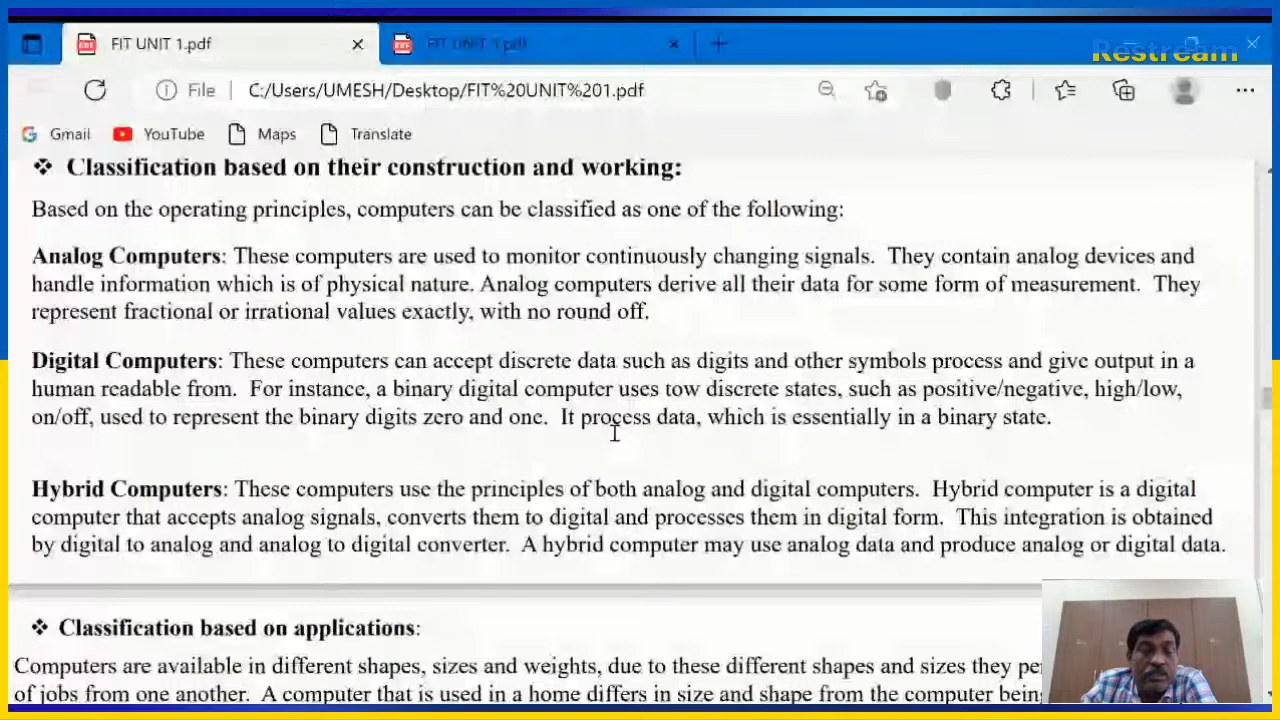 FIT UNIT 1.pdf
FIT UNIT 1.pdf
Restream
File
C:/Users/UMESH/Desktop/FIT%20UNIT%201.pdf
Gmail
YouTube
Maps
Translate
❖ Classification based on their construction and working:
Based on the operating principles, computers can be classified as one of the following:
Analog Computers: These computers are used to monitor continuously changing signals. They contain analog devices and
handle information which is of physical nature. Analog computers derive all their data for some form of measurement. They
represent fractional or irrational values exactly, with no round off.
Digital Computers: These computers can accept discrete data such as digits and other symbols process and give output in a
human readable from. For instance, a binary digital computer uses tow discrete states, such as positive/negative, high/low,
on/off, used to represent the binary digits zero and one. It process data, which is essentially in a binary state.
Hybrid Computers: These computers use the principles of both analog and digital computers. Hybrid computer is a digital
computer that accepts analog signals, converts them to digital and processes them in digital form. This integration is obtained
by digital to analog and analog to digital converter. A hybrid computer may use analog data and produce analog or digital data.
❖ Classification based on applications:
Computers are available in different shapes, sizes and weights, due to these different shapes and sizes they
of jobs from one another. A computer that is used in a home differs in size and shape from the computer